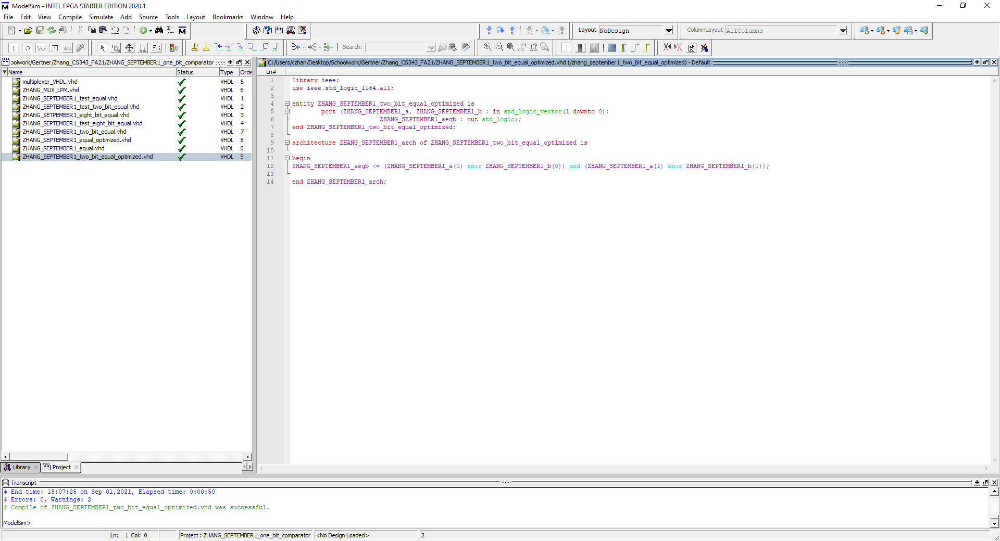 ModelSim - INTEL FPGA STARTER EDITION 2020.1
File Edit View Compile Simulate Add Source Tools Layout Bookmarks Window Help
Layout NoDesign
ColumnLayout AllColumns
Search:
oolwork/Gertner/Zhang_CS343_FA21/ZHANG_SEPTEMBER1_one_bit_comparator
Name Status Type Orde
multiplexer_VHDL.vhd VHDL 5
ZHANG_MUX_LPM.vhd VHDL 6
ZHANG_SEPTEMBER1_test_equal.vhd VHDL 1
ZHANG_SEPTEMBER1_test_two_bit_equal.vhd VHDL 2
ZHANG_SETPEMBER1_eight_bit_equal.vhd VHDL 3
ZHANG_SEPTEMBER1_test_eight_bit_equal.vhd VHDL 4
ZHANG_SEPTEMBER1_two_bit_equal.vhd VHDL 7
ZHANG_SEPTEMBER1_equal_optimized.vhd VHDL 8
ZHANG_SEPTEMBER1_equal.vhd VHDL 0
ZHANG_SEPTEMBER1_two_bit_equal_optimized.vhd VHDL 9
Library Project
C:/Users/czhan/Desktop/Schoolwork/Gertner/Zhang_CS343_FA21/ZHANG_SEPTEMBER1_two_bit_equal_optimized.vhd (/zhang_september1_two_bit_equal_optimized) - Default
Ln#
1 library ieee;
2 use ieee.std_logic_1164.all;
3
4 entity ZHANG_SEPTEMBER1_two_bit_equal_optimized is
5 port (ZHANG_SEPTEMBER1_a, ZHANG_SEPTEMBER1_b : in std_logic_vector(1 downto 0);
6 ZHANG_SEPTEMBER1_aeqb : out std_logic);
7 end ZHANG_SEPTEMBER1_two_bit_equal_optimized;
8
9 architecture ZHANG_SEPTEMBER1_arch of ZHANG_SEPTEMBER1_two_bit_equal_optimized is
10
11 begin
12 ZHANG_SEPTEMBER1_aeqb <= (ZHANG_SEPTEMBER1_a(0) xnor ZHANG_SEPTEMBER1_b(0)) and (ZHANG_SEPTEMBER1_a(1) xnor ZHANG_SEPTEMBER1_b(1));
13
14 end ZHANG_SEPTEMBER1_arch;
Transcript
# End time: 15:07:25 on Sep 01,2021, Elapsed time: 0:00:50
# Errors: 0, Warnings: 2
# Compile of ZHANG_SEPTEMBER1_two_bit_equal_optimized.vhd was successful.
ModelSim>
Ln: 1 Col: 0 Project : ZHANG_SEPTEMBER1_one_bit_comparator <No Design Loaded> 2